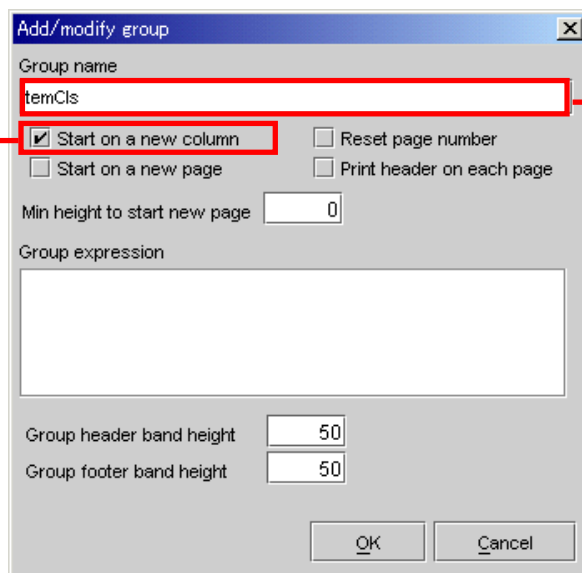 Add/modify group
Group name
temCls
Start on a new column
Reset page number
Start on a new page
Print header on each page
Min height to start new page 0
Group expression
Group header band height 50
Group footer band height 50
OK Cancel